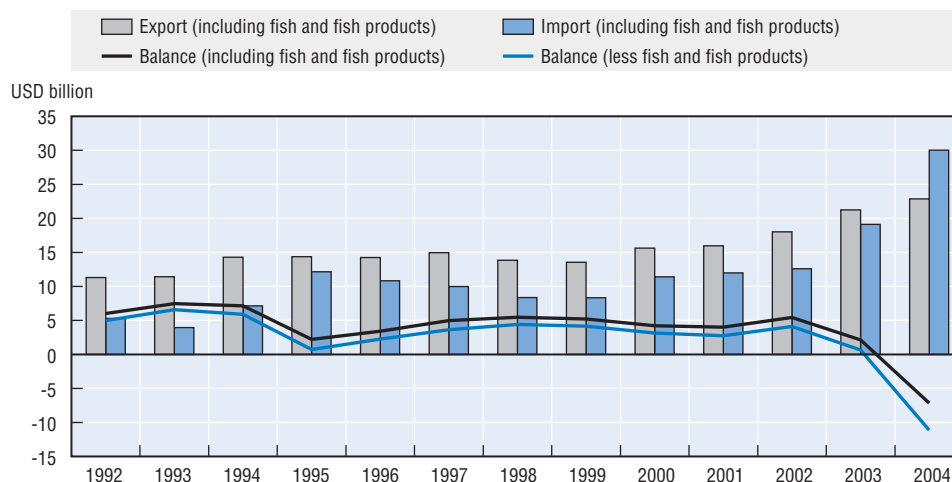 Export (including fish and fish products) Import (including fish and fish products)
Balance (including fish and fish products) Balance (less fish and fish products)
USD billion
35
30
25
20
15
10
5
0
-5
-10
-15
1992 1993 1994 1995 1996 1997 1998 1999 2000 2001 2002 2003 2004